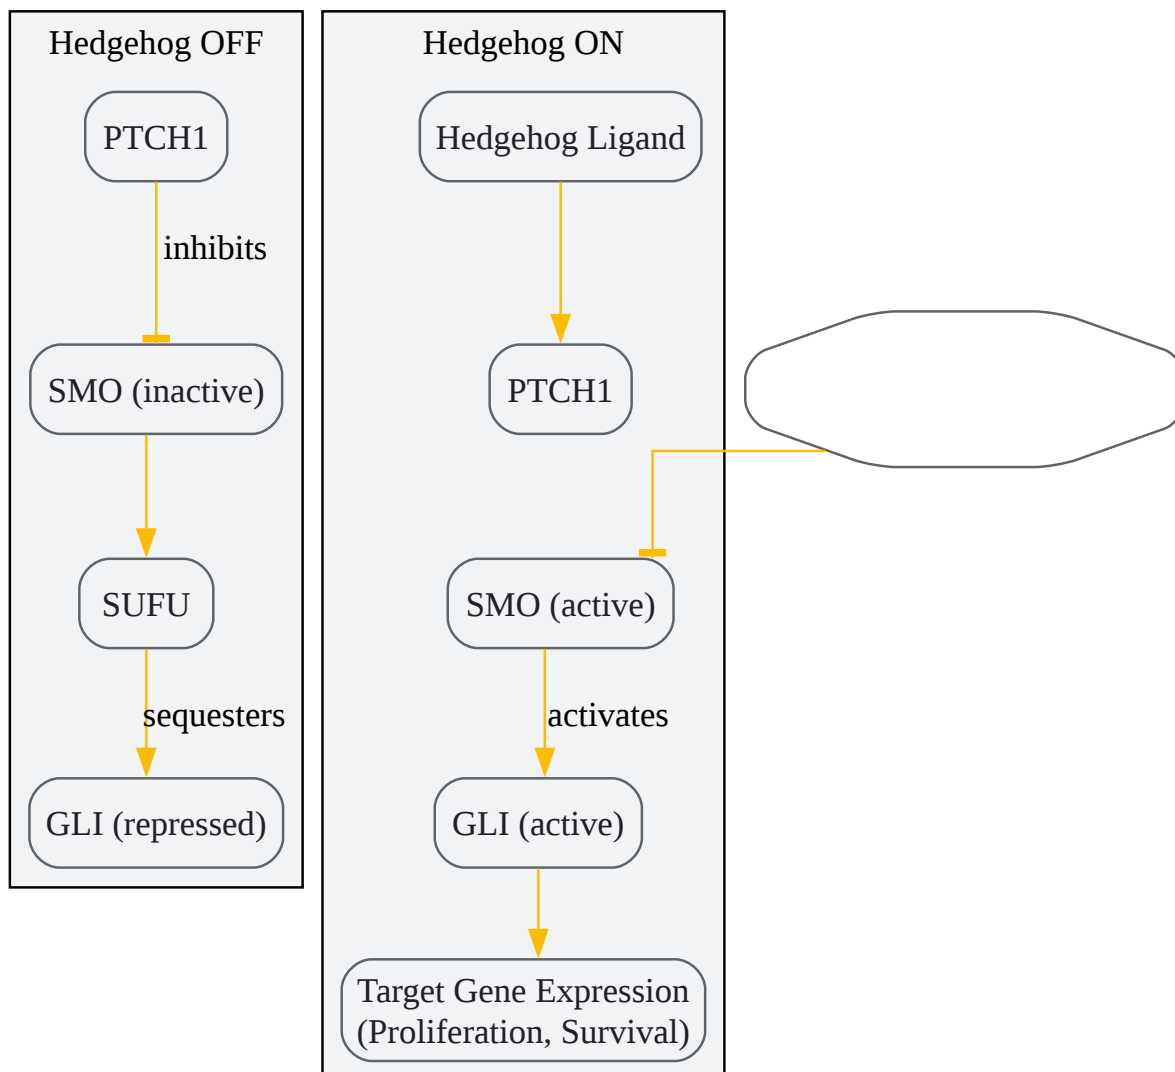 Hedgehog OFF
PTCH1
inhibits
SMO (inactive)
SUFU
sequesters
GLI (repressed)
Hedgehog ON
Hedgehog Ligand
PTCH1
SMO (active)
activates
GLI (active)
Target Gene Expression
(Proliferation, Survival)